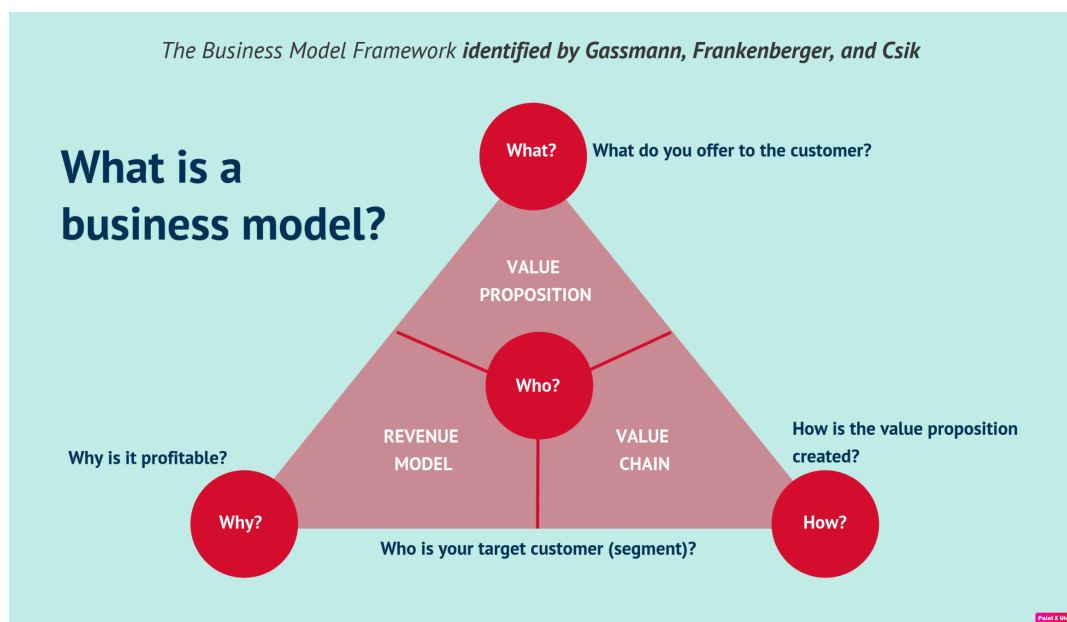 The Business Model Framework identified by Gassmann, Frankenberger, and Csik
What is a
business model?
What?
What do you offer to the customer?
VALUE
PROPOSITION
Who?
REVENUE
MODEL
VALUE
CHAIN
Why is it profitable?
How is the value proposition
created?
Why?
How?
Who is your target customer (segment)?
Paint X